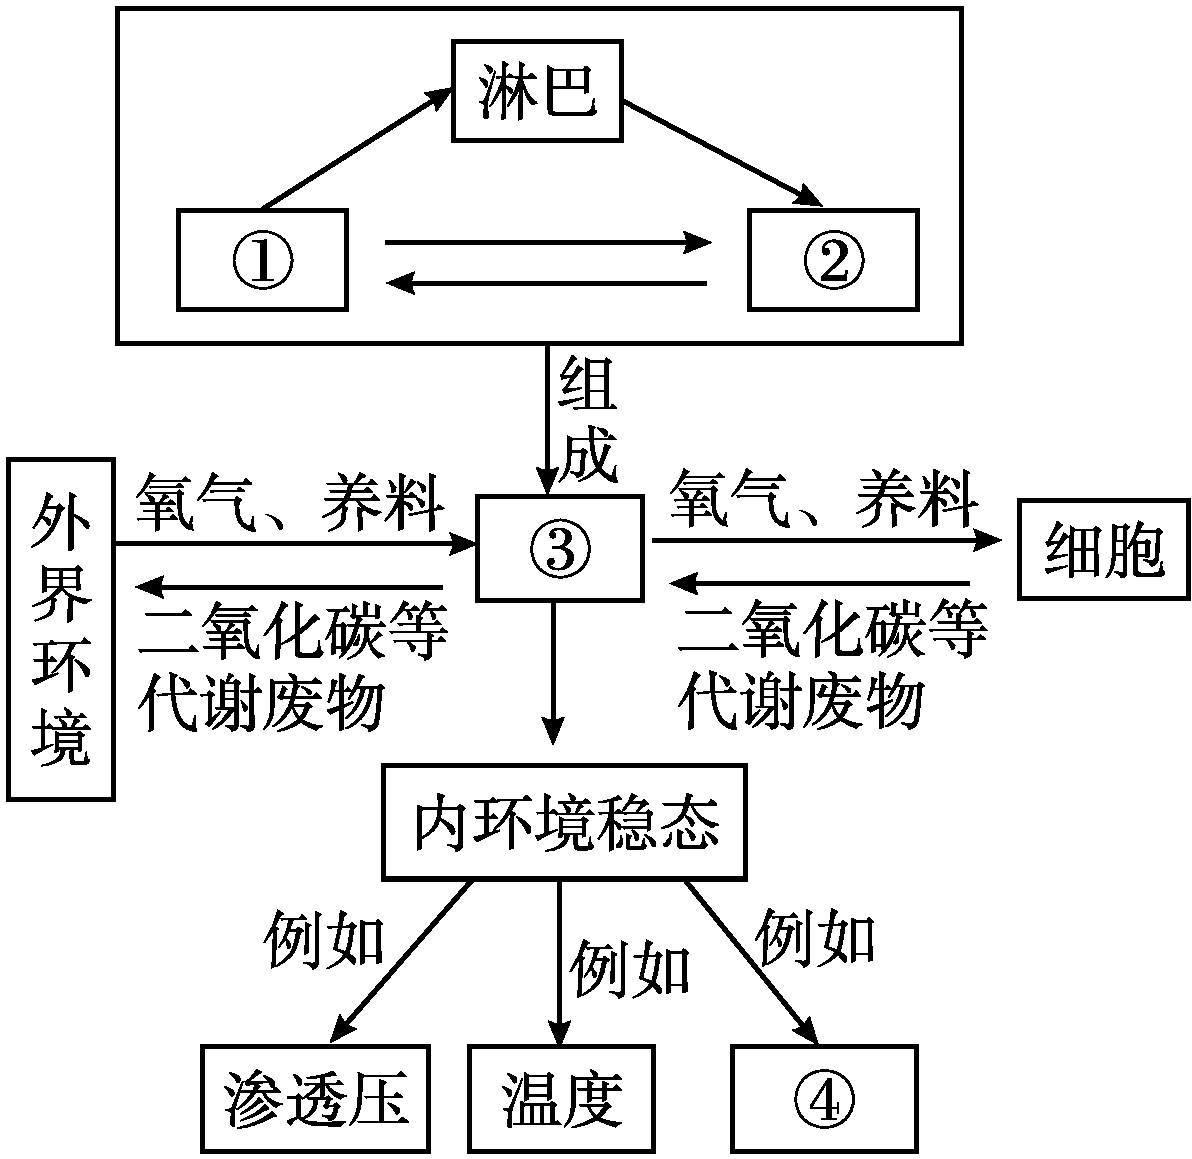 淋巴
①
②
组
成
氧气、养料
氧气、养料
外
界
环
境
③
细胞
二氧化碳等
代谢废物
二氧化碳等
代谢废物
内环境稳态
例如
例如
例如
渗透压
温度
④